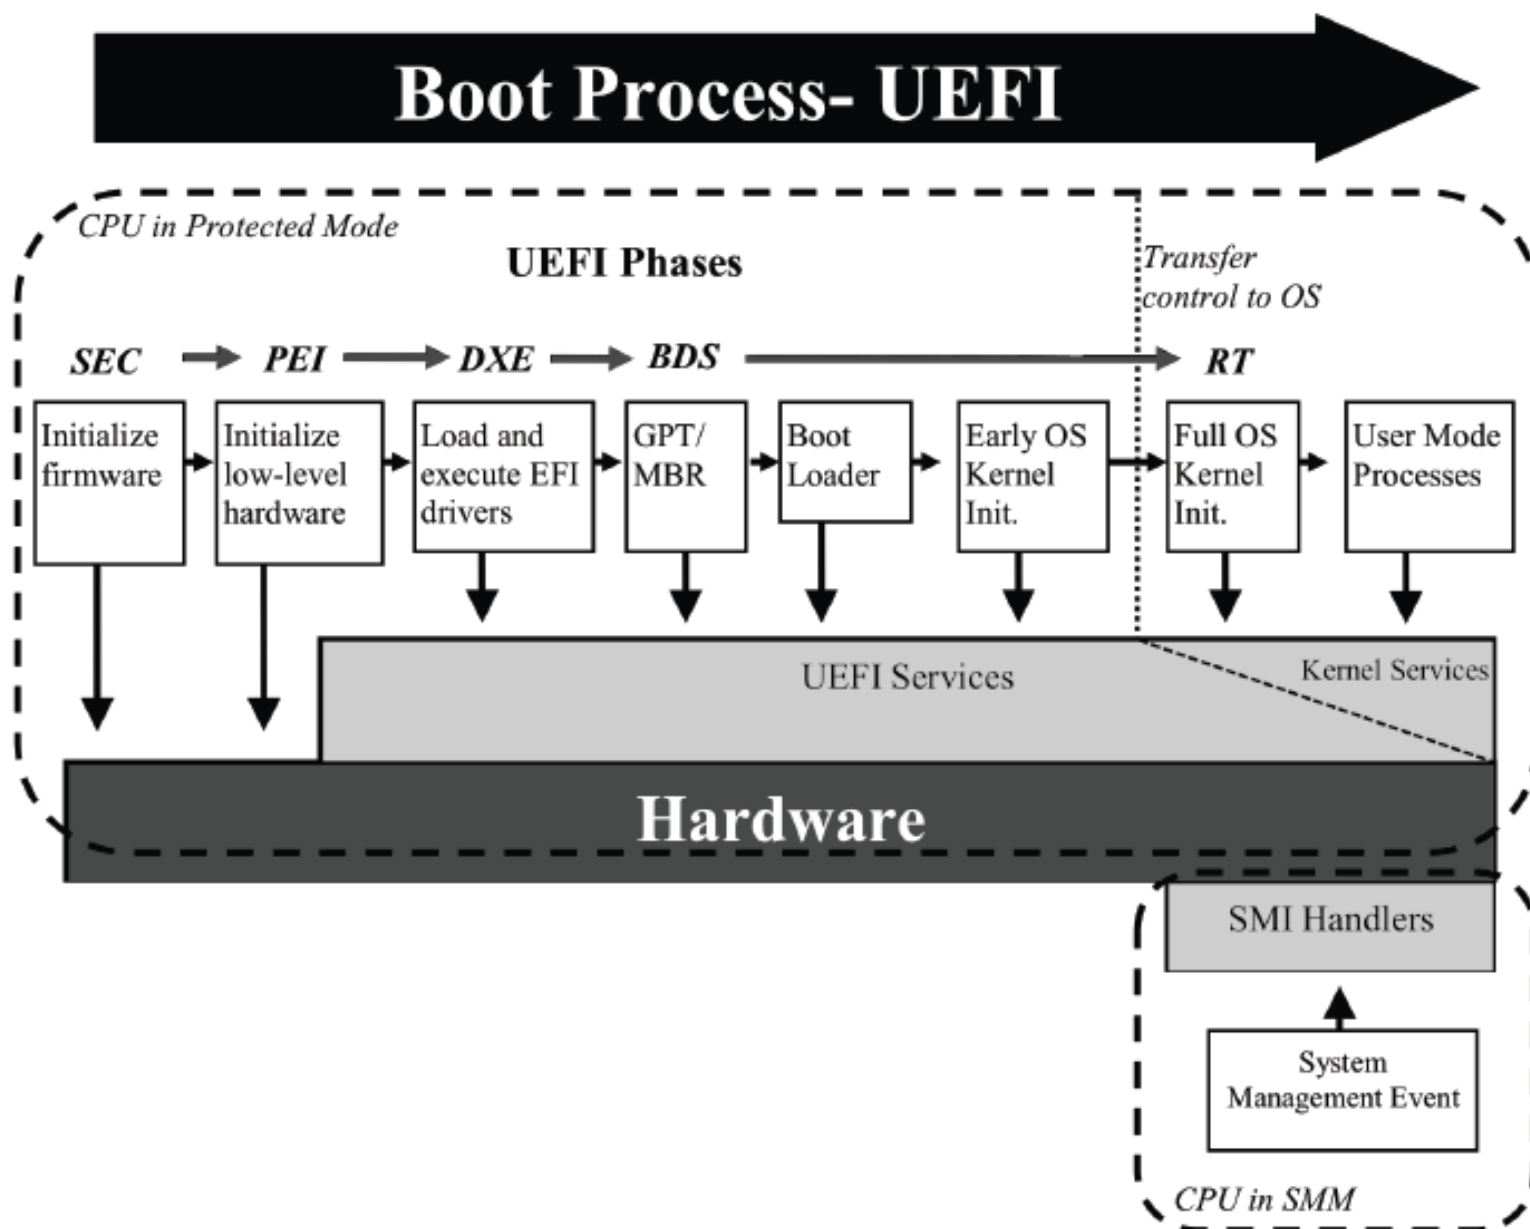 Boot Process- UEFI
CPU in Protected Mode
UEFI Phases
Transfer
control to OS
SEC
PEI
DXE
BDS
RT
Initialize
firmware
Initialize
low-level
hardware
Load and
execute EFI
drivers
GPT/
MBR
Boot
Loader
Early OS
Kernel
Init.
Full OS
Kernel
Init.
User Mode
Processes
UEFI Services
Kernel Services
Hardware
SMI Handlers
System
Management Event
CPU in SMM